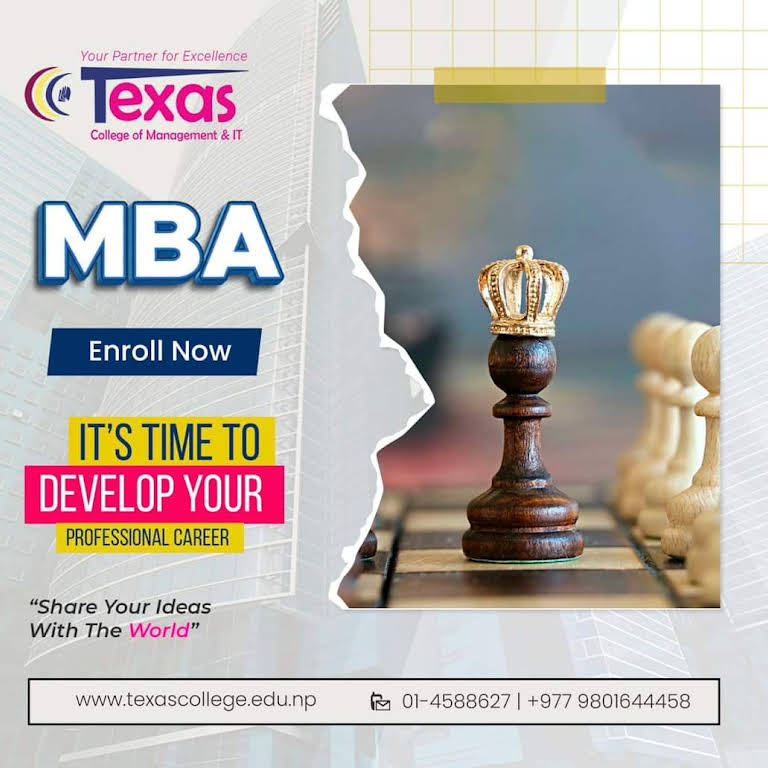 Your Partner for Excellence
Texas
College of Management & IT
MBA
Enroll Now
IT'S TIME TO
DEVELOP YOUR
PROFESSIONAL CAREER
“Share Your Ideas
With The World”
www.texascollege.edu.np 01-4588627 | +977 9801644458